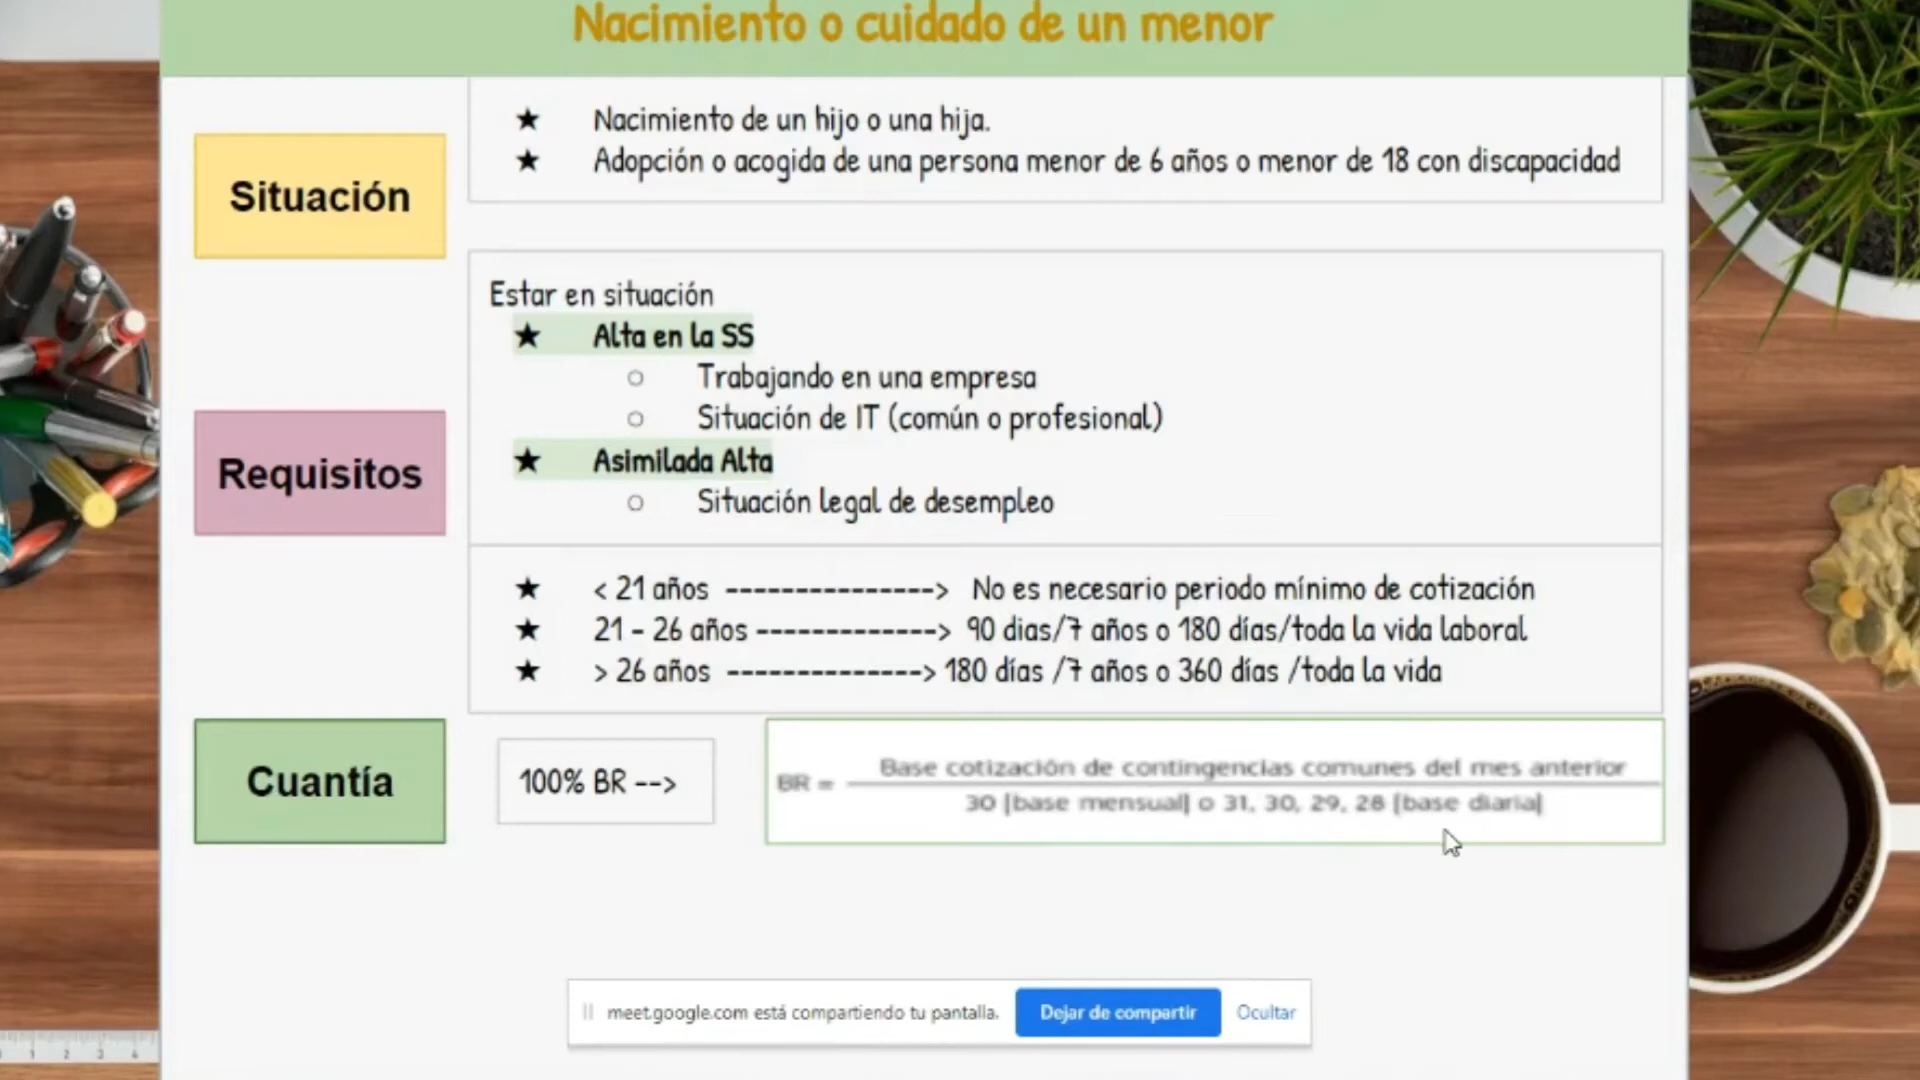 Nacimiento o cuidado de un menor
Situación
★ Nacimiento de un hijo o una hija.
★ Adopción o acogida de una persona menor de 6 años o menor de 18 con discapacidad
Requisitos
Estar en situación
★ Alta en la SS
○ Trabajando en una empresa
○ Situación de IT (común o profesional)
★ Asimilada Alta
○ Situación legal de desempleo
★ < 21 años ---------------> No es necesario periodo mínimo de cotización
★ 21 - 26 años -------------> 90 dias/7 años o 180 días/toda la vida laboral
★ > 26 años --------------> 180 días /7 años o 360 días /toda la vida
Cuantía
100% BR -->
BR = Base cotización de contingencias comunes del mes anterior
30 [base mensual] o 31, 30, 29, 28 [base diaria]
meet.google.com está compartiendo tu pantalla.
Dejar de compartir
Ocultar
1 2 3 4